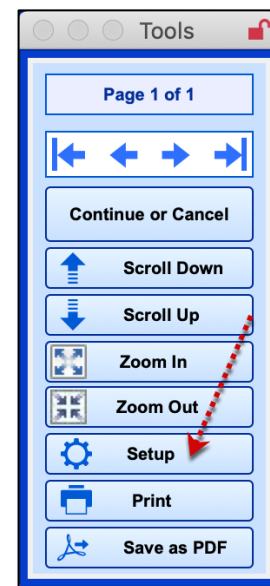 Tools
Page 1 of 1
Continue or Cancel
Scroll Down
Scroll Up
Zoom In
Zoom Out
Setup
Print
Save as PDF